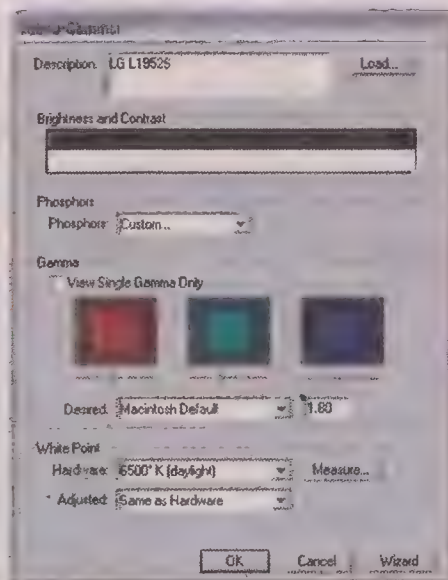 Description: LG L1952S Load...
Brightness and Contrast
Phosphors
Phosphors: Custom...
Gamma
View Single Gamma Only
Desired: Macintosh Default 1.80
White Point
Hardware: 6500° K (daylight) Measure...
Adjusted: Same as Hardware
OK Cancel Wizard